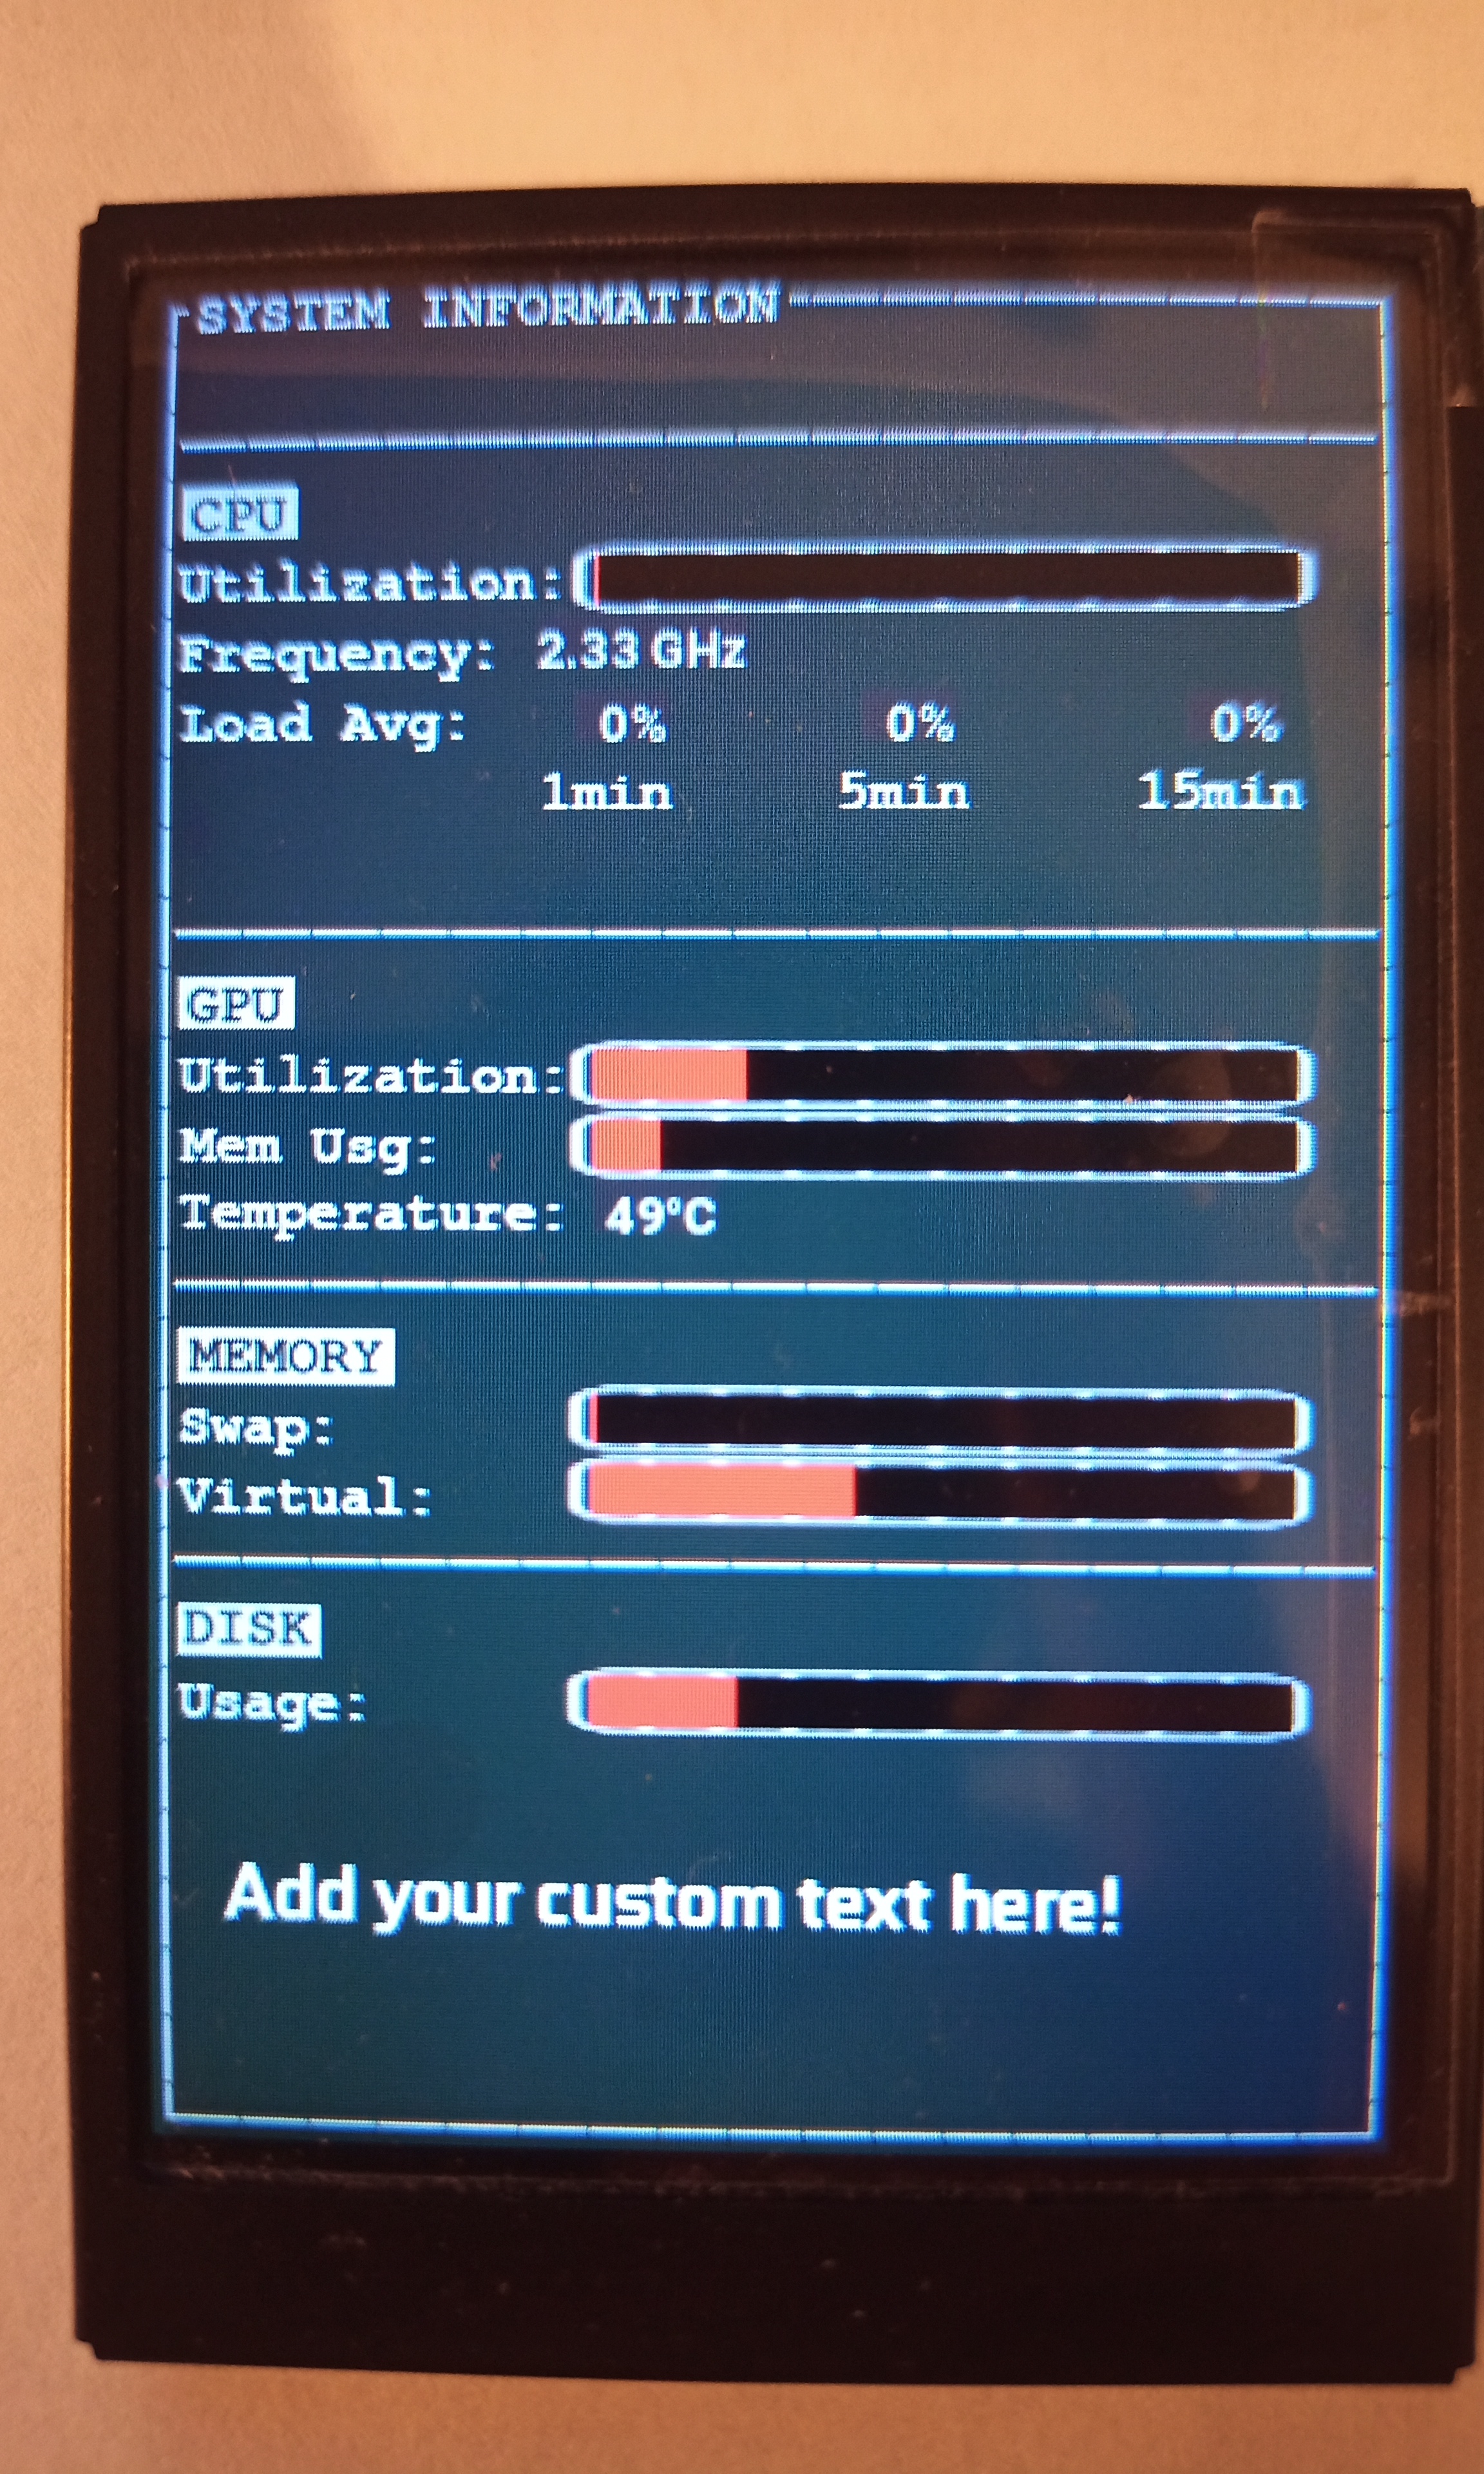 SYSTEM INFORMATION
CPU
Utilization:
Frequency: 2.33 GHz
Load Avg: 0% 0% 0%
1min 5min 15min
GPU
Utilization:
Mem Usg:
Temperature: 49°C
MEMORY
Swap:
Virtual:
DISK
Usage:
Add your custom text here!